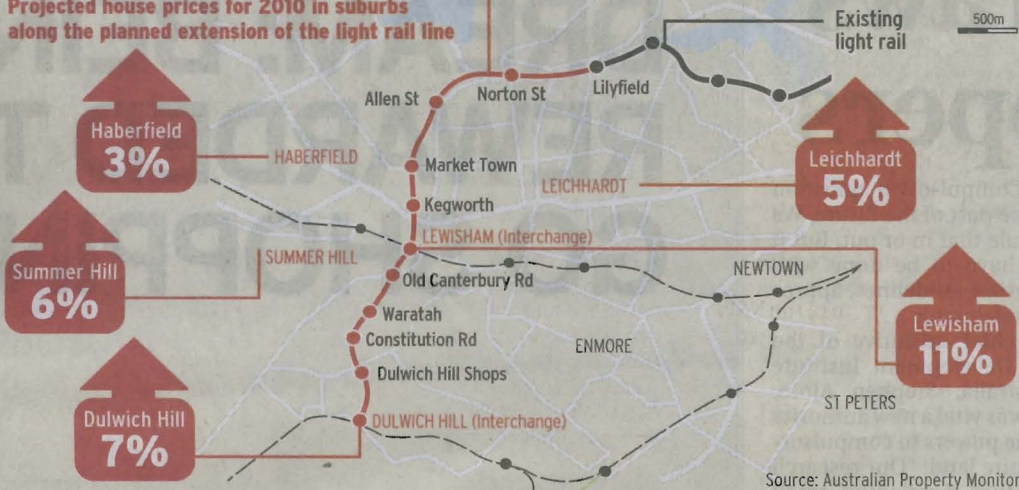 Projected house prices for 2010 in suburbs
along the planned extension of the light rail line
Existing
light rail
500m
Haberfield
3%
Allen St
Norton St
Lilyfield
HABERFIELD
Market Town
LEICHHARDT
Leichhardt
5%
Kegworth
Summer Hill
6%
SUMMER HILL
LEWISHAM (Interchange)
Old Canterbury Rd
NEWTOWN
Waratah
Constitution Rd
ENMORE
Lewisham
11%
Dulwich Hill
7%
Dulwich Hill Shops
DULWICH HILL (Interchange)
ST PETERS
Source: Australian Property Monitor